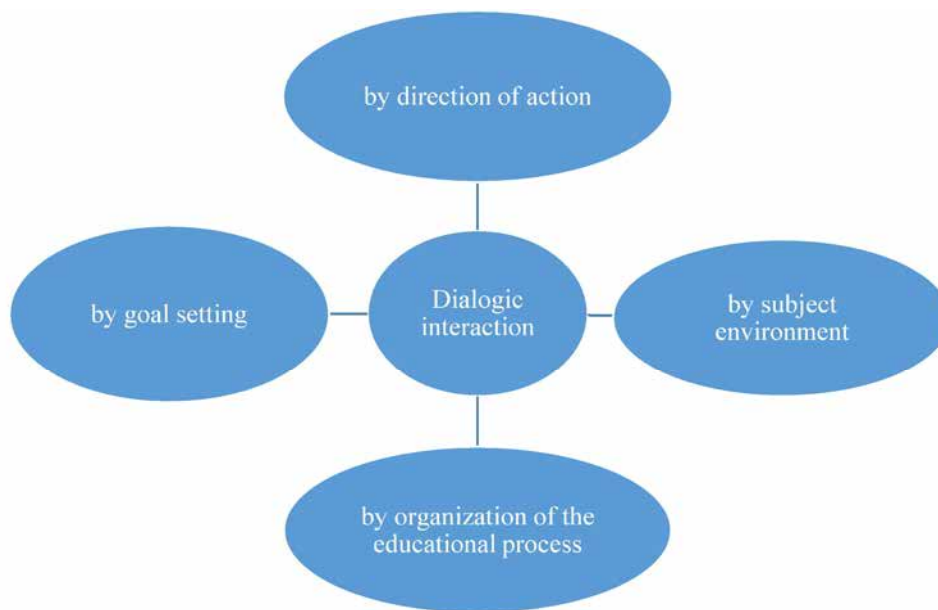 by direction of action
by goal setting
Dialogic
interaction
by subject
environment
by organization of the
educational process